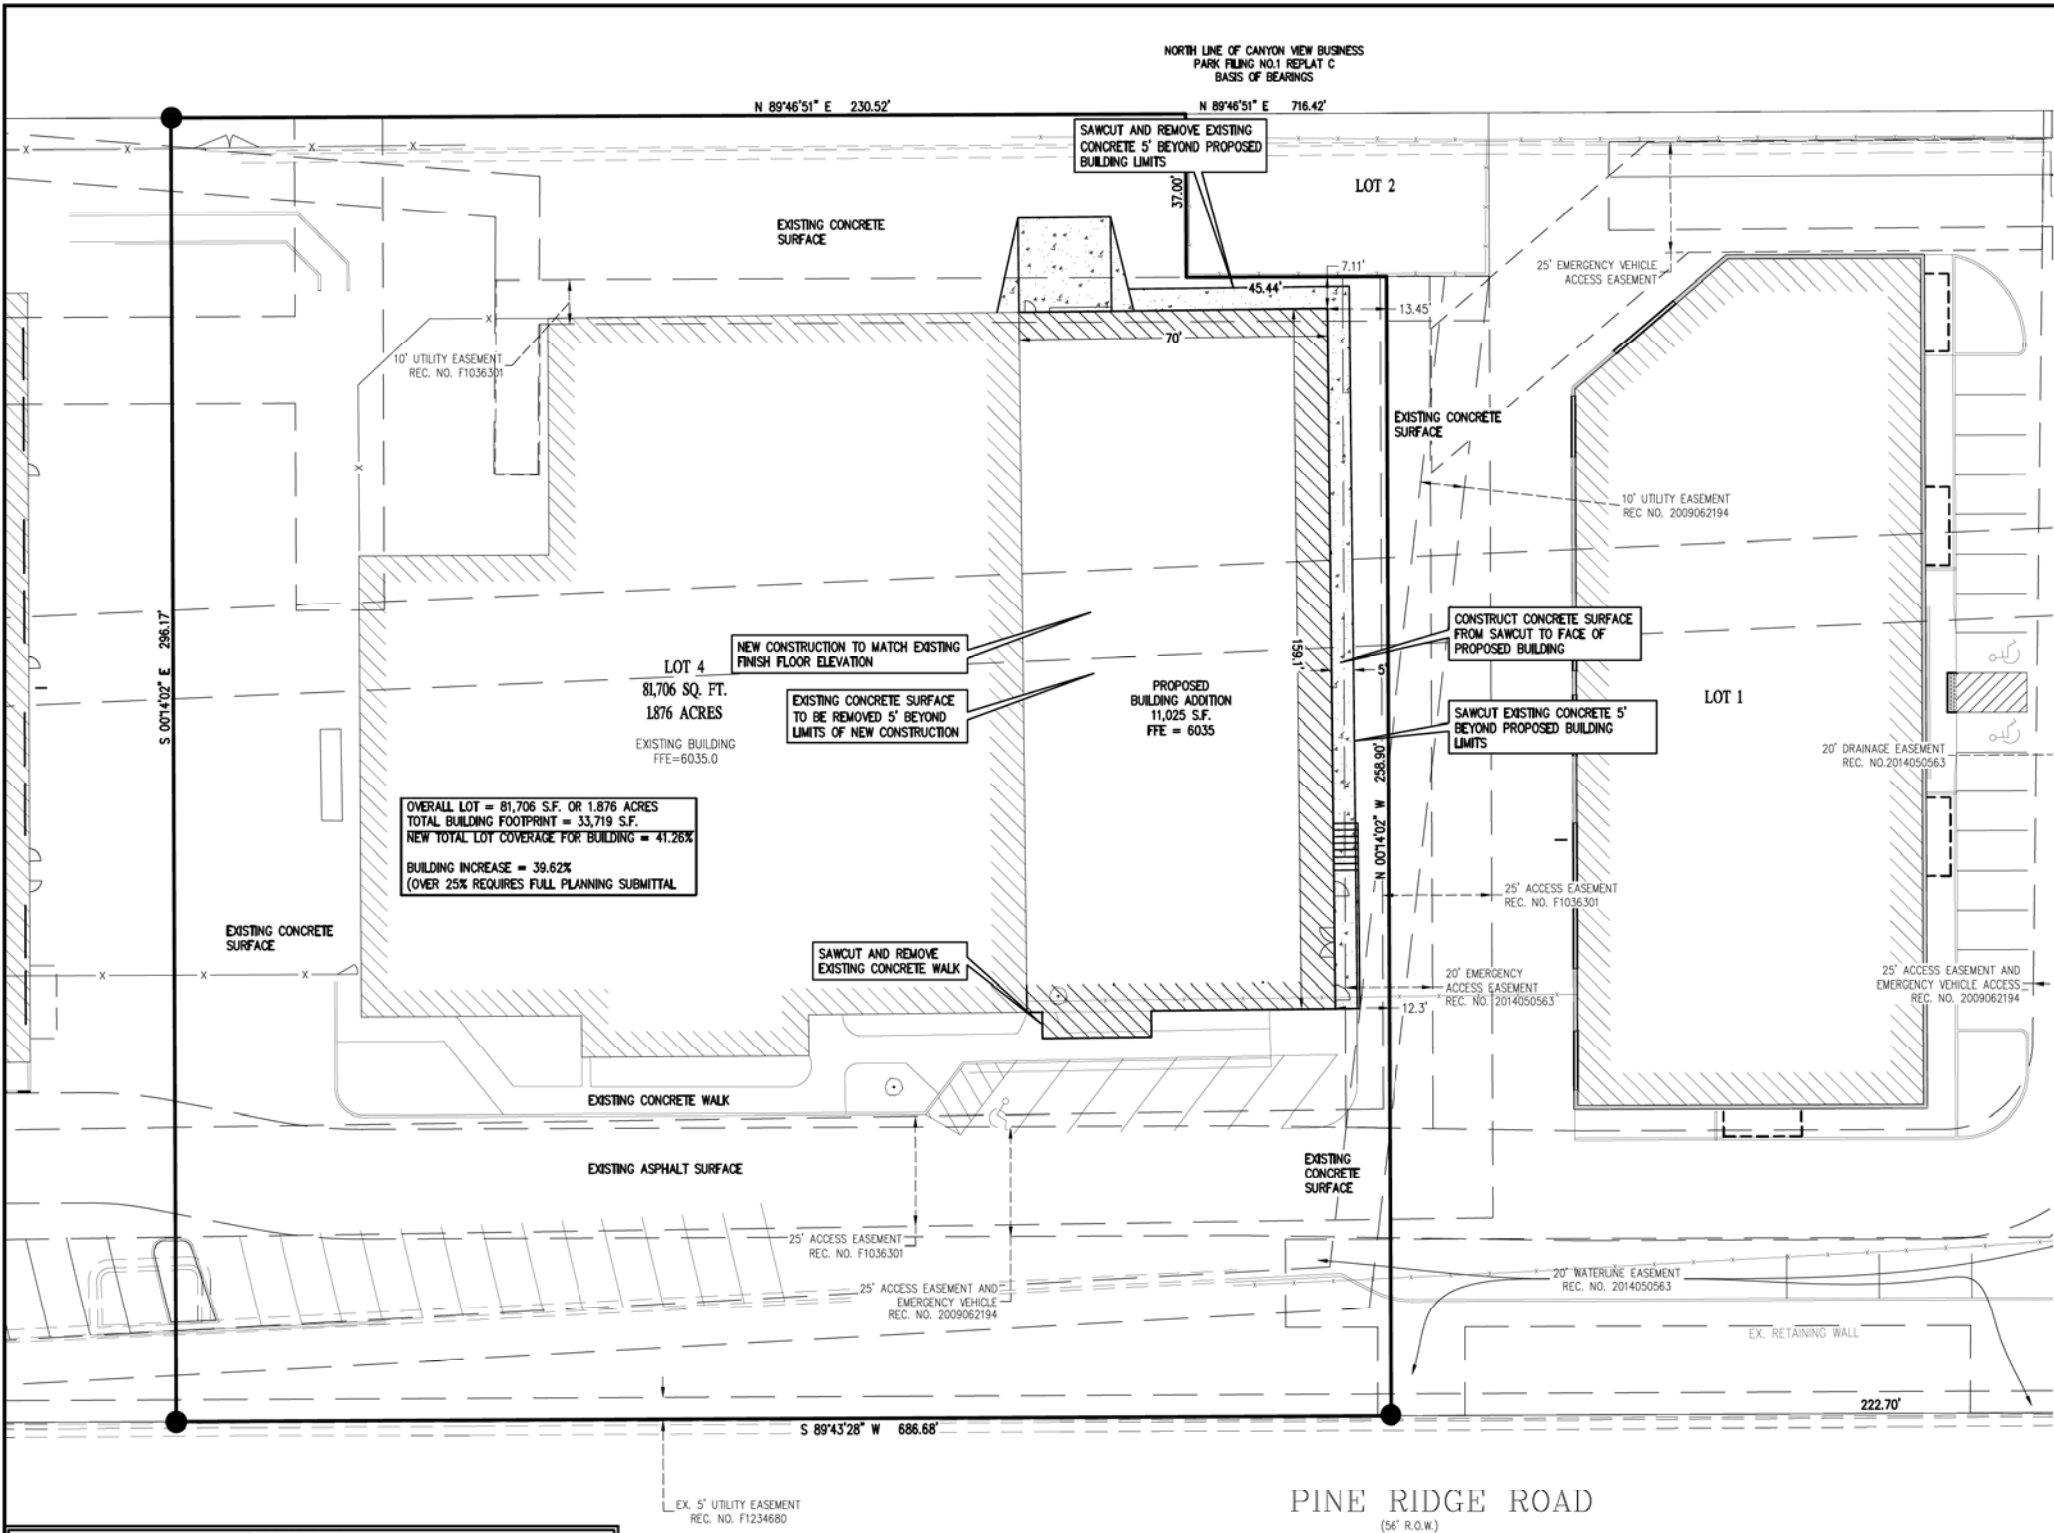 NORTH LINE OF CANYON VIEW BUSINESS
PARK FILING NO.1 REPLAT C
BASIS OF BEARINGS
N 89°46'51" E 230.52'
N 89°46'51" E 716.42'
SAWCUT AND REMOVE EXISTING
CONCRETE 5' BEYOND PROPOSED
BUILDING LIMITS
37.00'
LOT 2
EXISTING CONCRETE
SURFACE
25' EMERGENCY VEHICLE
ACCESS EASEMENT
7.11'
45.44'
13.45'
70'
10' UTILITY EASEMENT
REC. NO. F1036301
EXISTING CONCRETE
SURFACE
10' UTILITY EASEMENT
REC NO. 2009062194
S 00°14'02" E 296.17'
NEW CONSTRUCTION TO MATCH EXISTING
FINISH FLOOR ELEVATION
159.1'
CONSTRUCT CONCRETE SURFACE
FROM SAWCUT TO FACE OF
PROPOSED BUILDING
5'
LOT 4
81,706 SQ. FT.
1.876 ACRES
EXISTING BUILDING
FFE=6035.0
EXISTING CONCRETE SURFACE
TO BE REMOVED 5' BEYOND
LIMITS OF NEW CONSTRUCTION
PROPOSED
BUILDING ADDITION
11,025 S.F.
FFE = 6035
LOT 1
SAWCUT EXISTING CONCRETE 5'
BEYOND PROPOSED BUILDING
LIMITS
20' DRAINAGE EASEMENT
REC. NO.2014050563
N 00°14'02" W 258.90'
OVERALL LOT = 81,706 S.F. OR 1.876 ACRES
TOTAL BUILDING FOOTPRINT = 33,719 S.F.
NEW TOTAL LOT COVERAGE FOR BUILDING = 41.26%
BUILDING INCREASE = 39.62%
(OVER 25% REQUIRES FULL PLANNING SUBMITTAL
25' ACCESS EASEMENT
REC. NO. F1036301
EXISTING CONCRETE
SURFACE
SAWCUT AND REMOVE
EXISTING CONCRETE WALK
20' EMERGENCY
ACCESS EASEMENT
REC. NO. 2014050563
25' ACCESS EASEMENT AND
EMERGENCY VEHICLE ACCESS
REC. NO. 2009062194
12.3'
EXISTING CONCRETE WALK
EXISTING ASPHALT SURFACE
EXISTING
CONCRETE
SURFACE
25' ACCESS EASEMENT
REC. NO. F1036301
25' ACCESS EASEMENT AND
EMERGENCY VEHICLE
REC. NO. 2009062194
20' WATERLINE EASEMENT
REC. NO. 2014050563
EX. RETAINING WALL
222.70'
S 89°43'28" W 686.68'
EX. 5' UTILITY EASEMENT
REC. NO. F1234680
PINE RIDGE ROAD
(56' R.O.W.)